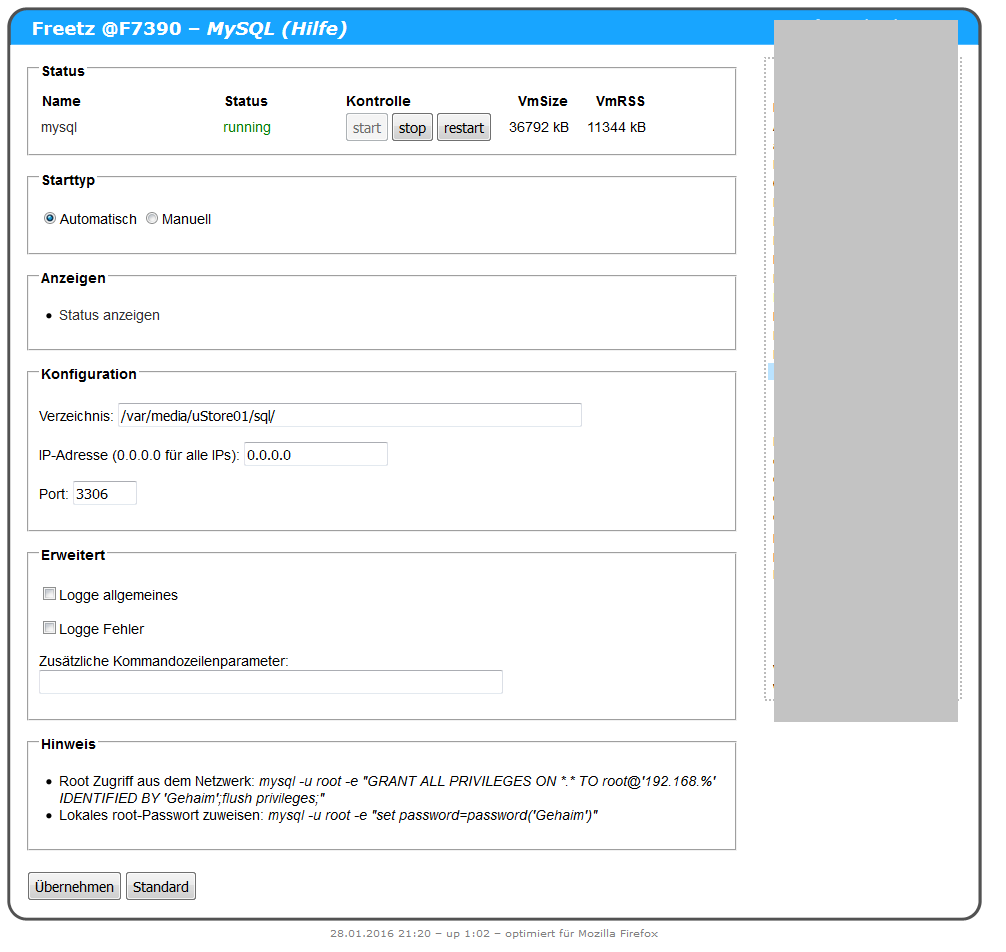 Freetz @F7390 – MySQL (Hilfe)
Status
Name Status Kontrolle VmSize VmRSS
mysql running start stop restart 36792 kB 11344 kB
Starttyp
Automatisch Manuell
Anzeigen
Status anzeigen
Konfiguration
Verzeichnis: /var/media/uStore01/sql/
IP-Adresse (0.0.0.0 für alle IPs): 0.0.0.0
Port: 3306
Erweitert
Logge allgemeines
Logge Fehler
Zusätzliche Kommandozeilenparameter:
Hinweis
Root Zugriff aus dem Netzwerk: mysql -u root -e "GRANT ALL PRIVILEGES ON *.* TO root@'192.168.%'
IDENTIFIED BY 'Gehaim';flush privileges;"
Lokales root-Passwort zuweisen: mysql -u root -e "set password=password('Gehaim')"
Übernehmen Standard
28.01.2016 21:20 – up 1:02 – optimiert für Mozilla Firefox